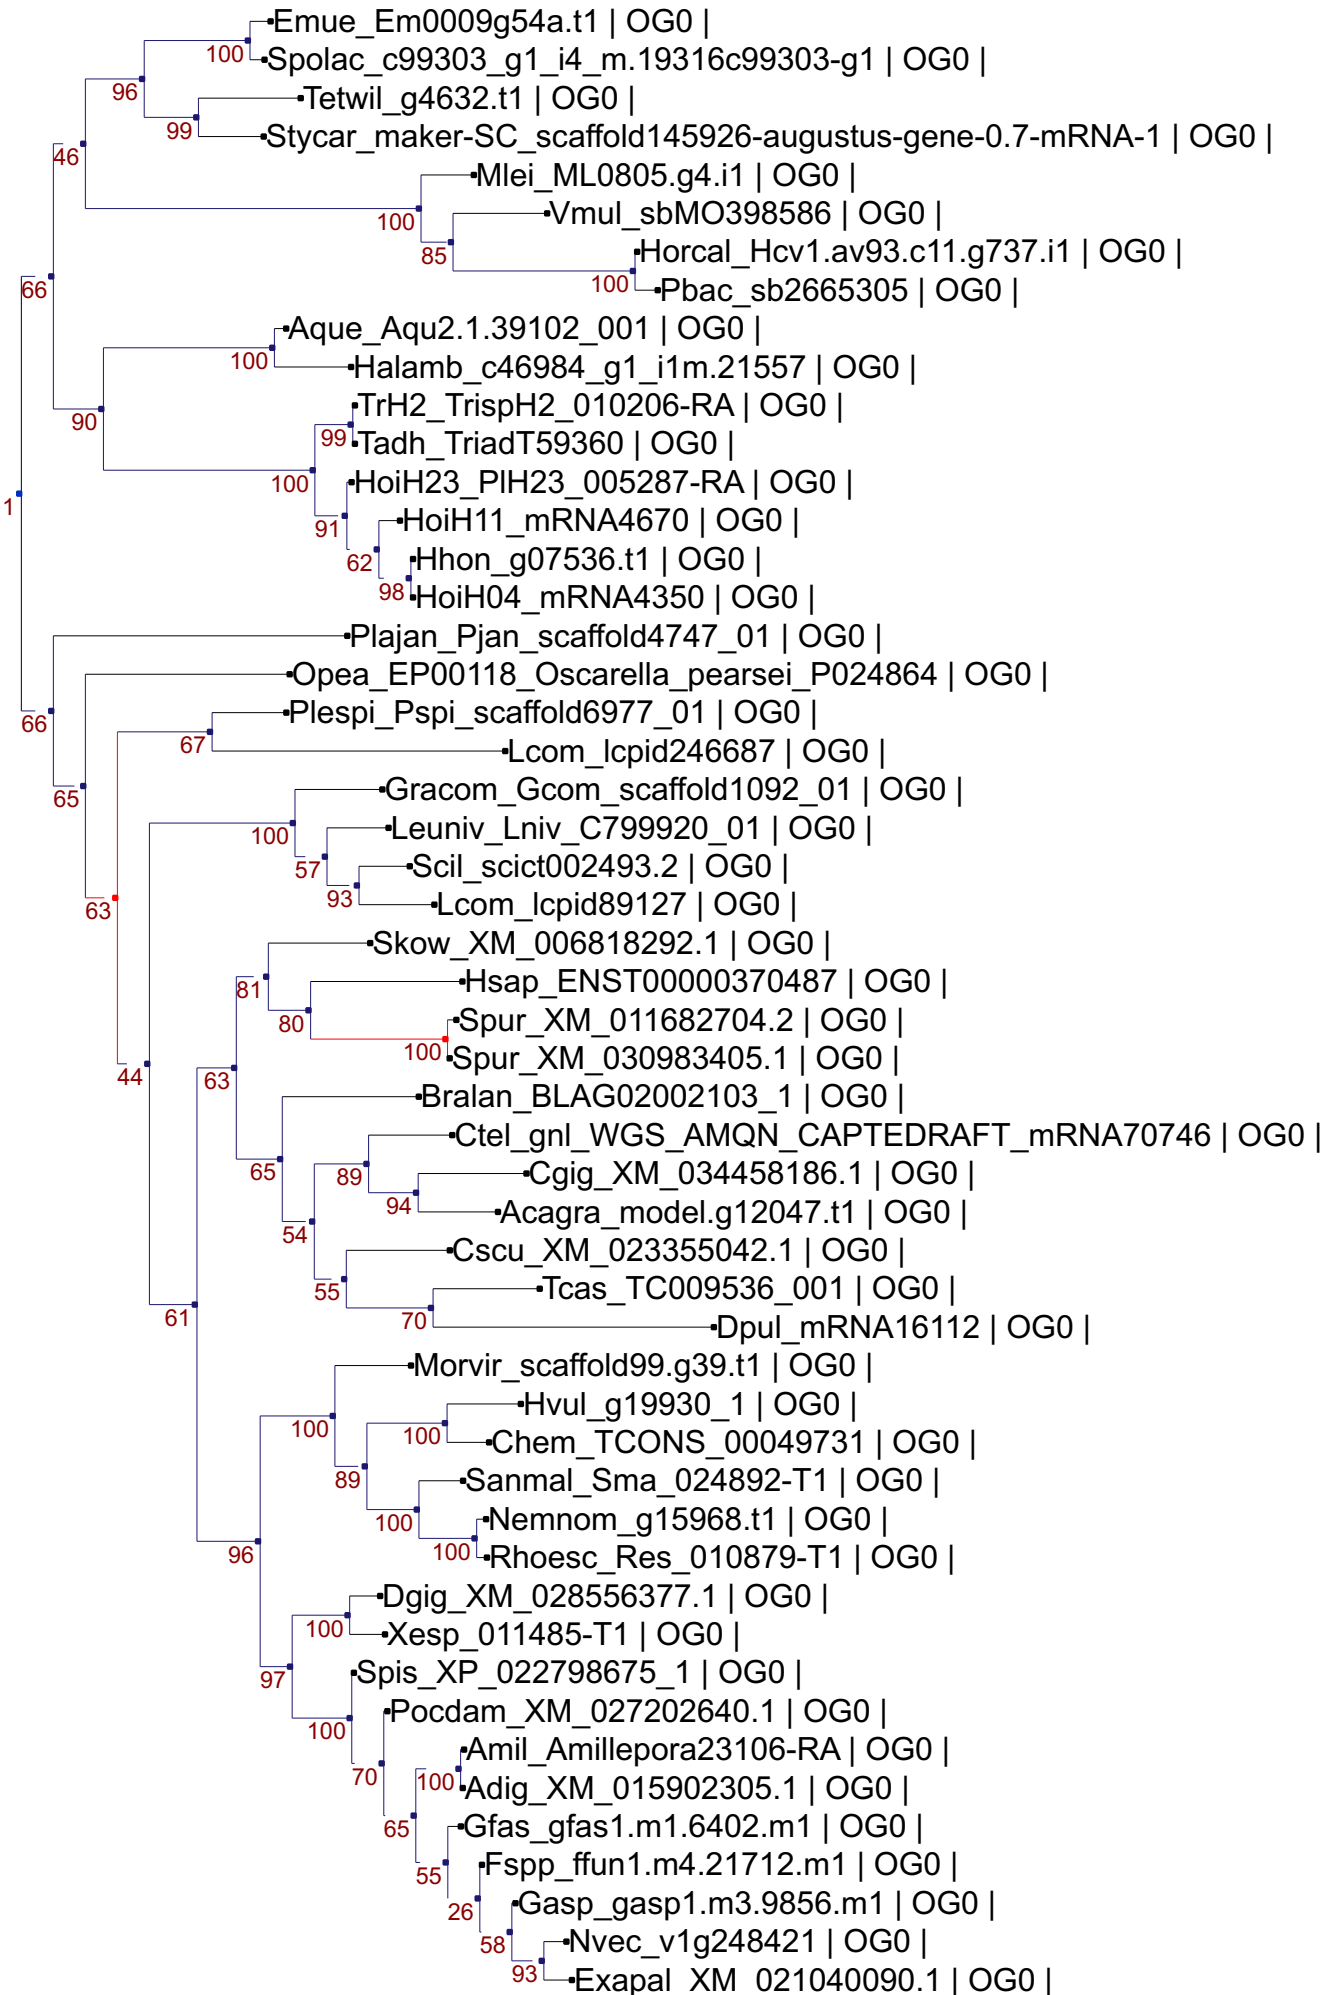 Emue_Em0009g54a.t1 | OG0 |
100
Spolac_c99303_g1_i4_m.19316c99303-g1 | OG0 |
96
Tetwil_g4632.t1 | OG0 |
99
Stycar_maker-SC_scaffold145926-augustus-gene-0.7-mRNA-1 | OG0 |
46
Mlei_ML0805.g4.i1 | OG0 |
100
Vmul_sbMO398586 | OG0 |
85
Horcal_Hcv1.av93.c11.g737.i1 | OG0 |
100
Pbac_sb2665305 | OG0 |
66
Aque_Aqu2.1.39102_001 | OG0 |
100
Halamb_c46984_g1_i1m.21557 | OG0 |
90
TrH2_TrispH2_010206-RA | OG0 |
99
Tadh_TriadT59360 | OG0 |
100
HoiH23_PlH23_005287-RA | OG0 |
1
91
HoiH11_mRNA4670 | OG0 |
62
Hhon_g07536.t1 | OG0 |
98
HoiH04_mRNA4350 | OG0 |
Plajan_Pjan_scaffold4747_01 | OG0 |
Opea_EP00118_Oscarella_pearsei_P024864 | OG0 |
66
Plespi_Pspi_scaffold6977_01 | OG0 |
67
Lcom_lcpid246687 | OG0 |
65
Gracom_Gcom_scaffold1092_01 | OG0 |
100
Leuniv_Lniv_C799920_01 | OG0 |
57
Scil_scict002493.2 | OG0 |
93
Lcom_lcpid89127 | OG0 |
63
Skow_XM_006818292.1 | OG0 |
81
Hsap_ENST00000370487 | OG0 |
80
Spur_XM_011682704.2 | OG0 |
100
Spur_XM_030983405.1 | OG0 |
44
63
Bralan_BLAG02002103_1 | OG0 |
Ctel_gnl_WGS_AMQN_CAPTEDRAFT_mRNA70746 | OG0 |
65
89
Cgig_XM_034458186.1 | OG0 |
94
Acagra_model.g12047.t1 | OG0 |
54
Cscu_XM_023355042.1 | OG0 |
55
Tcas_TC009536_001 | OG0 |
61
70
Dpul_mRNA16112 | OG0 |
Morvir_scaffold99.g39.t1 | OG0 |
100
Hvul_g19930_1 | OG0 |
100
Chem_TCONS_00049731 | OG0 |
89
Sanmal_Sma_024892-T1 | OG0 |
100
Nemnom_g15968.t1 | OG0 |
100
Rhoesc_Res_010879-T1 | OG0 |
96
Dgig_XM_028556377.1 | OG0 |
100
Xesp_011485-T1 | OG0 |
97
Spis_XP_022798675_1 | OG0 |
100
Pocdam_XM_027202640.1 | OG0 |
70
Amil_Amillepora23106-RA | OG0 |
100
Adig_XM_015902305.1 | OG0 |
65
Gfas_gfas1.m1.6402.m1 | OG0 |
55
Fspp_ffun1.m4.21712.m1 | OG0 |
26
Gasp_gasp1.m3.9856.m1 | OG0 |
58
Nvec_v1g248421 | OG0 |
93
Exapal_XM_021040090.1 | OG0 |